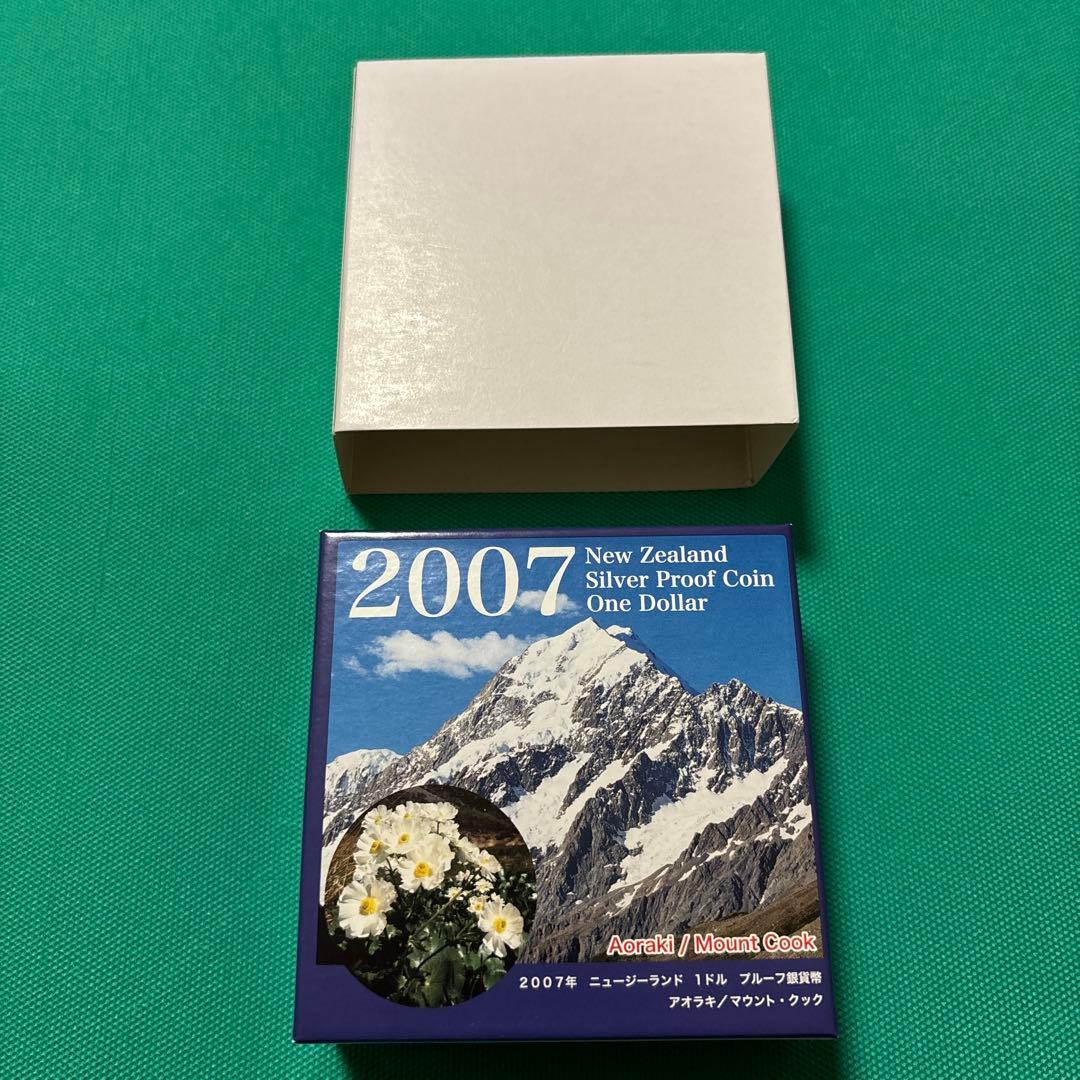 2007
New Zealand
Silver Proof Coin
One Dollar
Aoraki / Mount Cook
2007年 ニュージーランド 1ドル プルーフ銀貨幣
アオラキ／マウント・クック